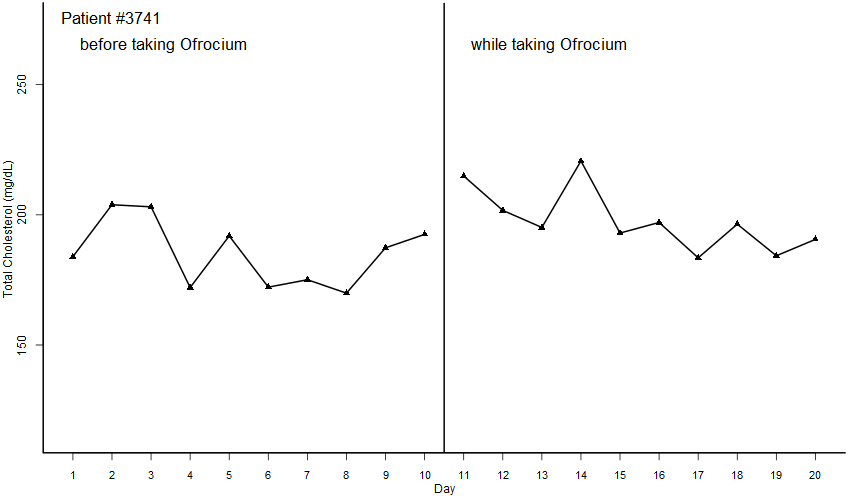 Patient #3741
before taking Ofrocium
while taking Ofrocium
Total Cholesterol (mg/dL)
250
200
150
1 2 3 4 5 6 7 8 9 10 11 12 13 14 15 16 17 18 19 20
Day